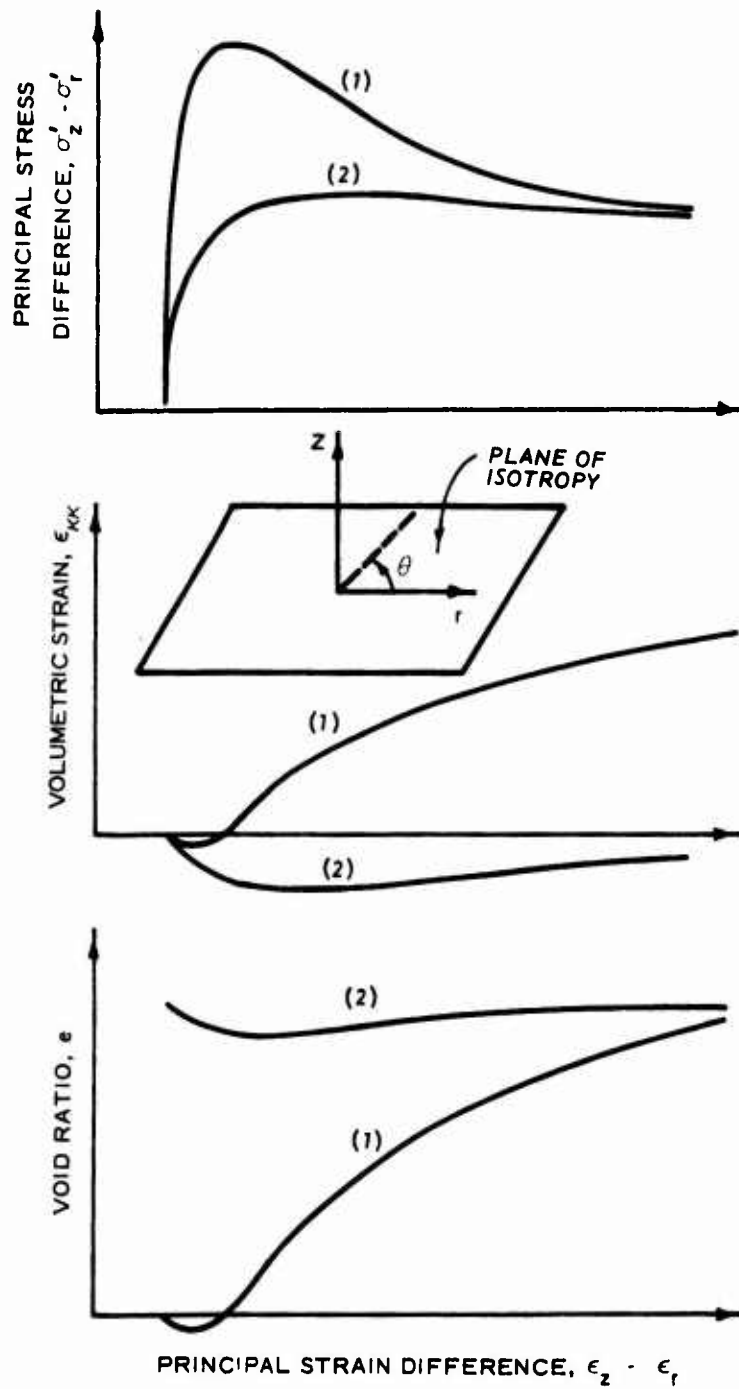 PRINCIPAL STRESS
DIFFERENCE, σ′z - σ′r
(1)
(2)
z
PLANE OF
ISOTROPY
θ
r
VOLUMETRIC STRAIN, ϵKK
(1)
(2)
VOID RATIO, e
(2)
(1)
PRINCIPAL STRAIN DIFFERENCE, ϵz - ϵr